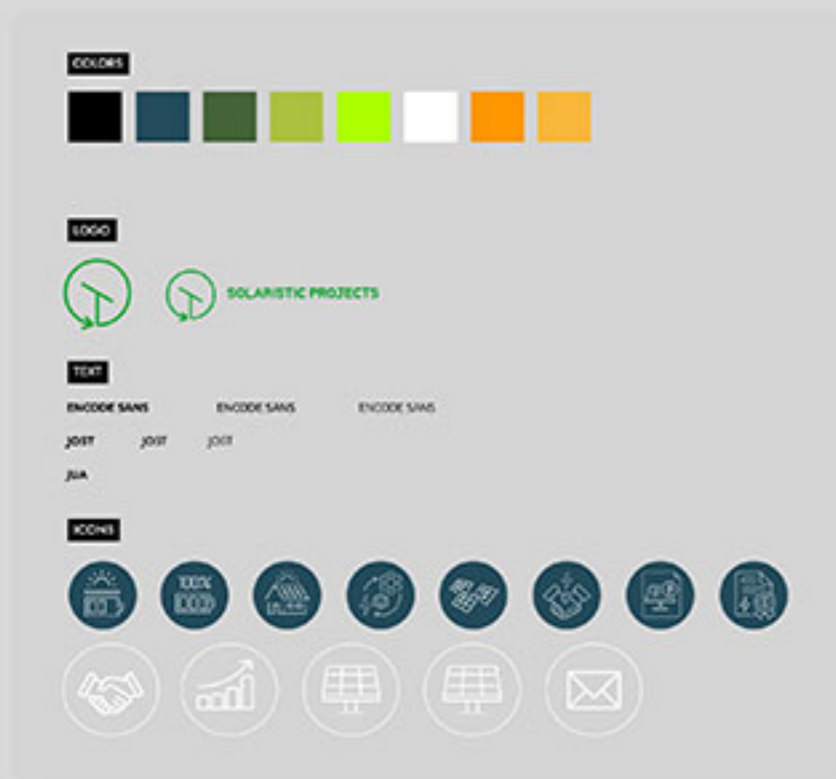 COLORS
LOGO
SOLARISTIC PROJECTS
TEXT
ENCODE SANS ENCODE SANS ENCODE SANS
JOST JOST JOST
JUA
ICONS
100%